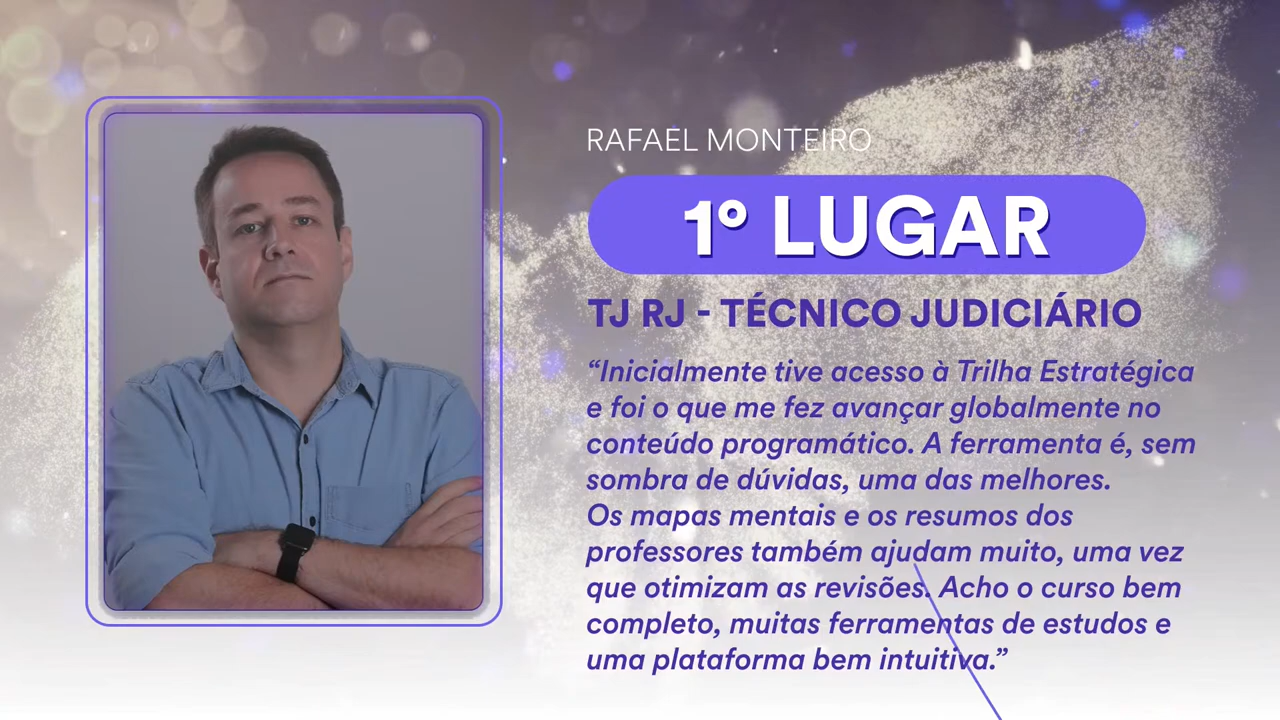 RAFAEL MONTEIRO
1º LUGAR
TJ RJ - TÉCNICO JUDICIÁRIO
“Inicialmente tive acesso à Trilha Estratégica
e foi o que me fez avançar globalmente no
conteúdo programático. A ferramenta é, sem
sombra de dúvidas, uma das melhores.
Os mapas mentais e os resumos dos
professores também ajudam muito, uma vez
que otimizam as revisões. Acho o curso bem
completo, muitas ferramentas de estudos e
uma plataforma bem intuitiva.”